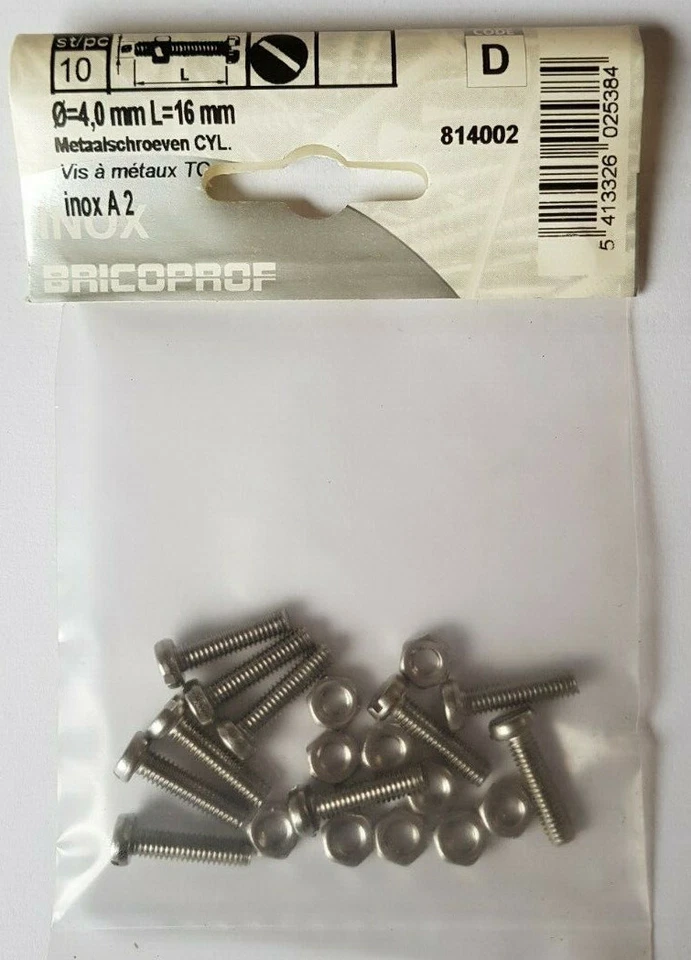 st/pc
10
L
CODE
D
Ø=4,0 mm L=16 mm
Metaalschroeven CYL.
Vis à métaux TC
inox A 2
INOX
BRICOPROF
814002
5 413326 025384